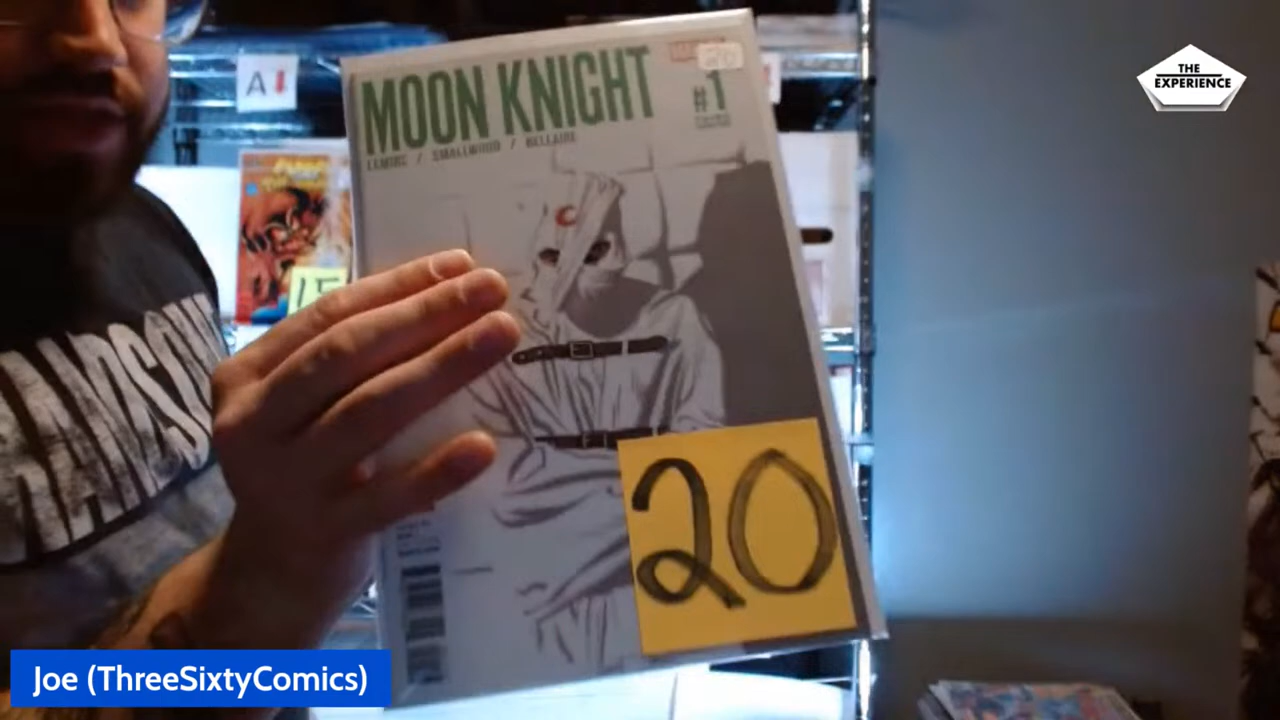 THE
EXPERIENCE
A
MOON KNIGHT
#1
LEMIRE / SMALLWOOD / BELLAIRE
15
20
Joe (ThreeSixtyComics)